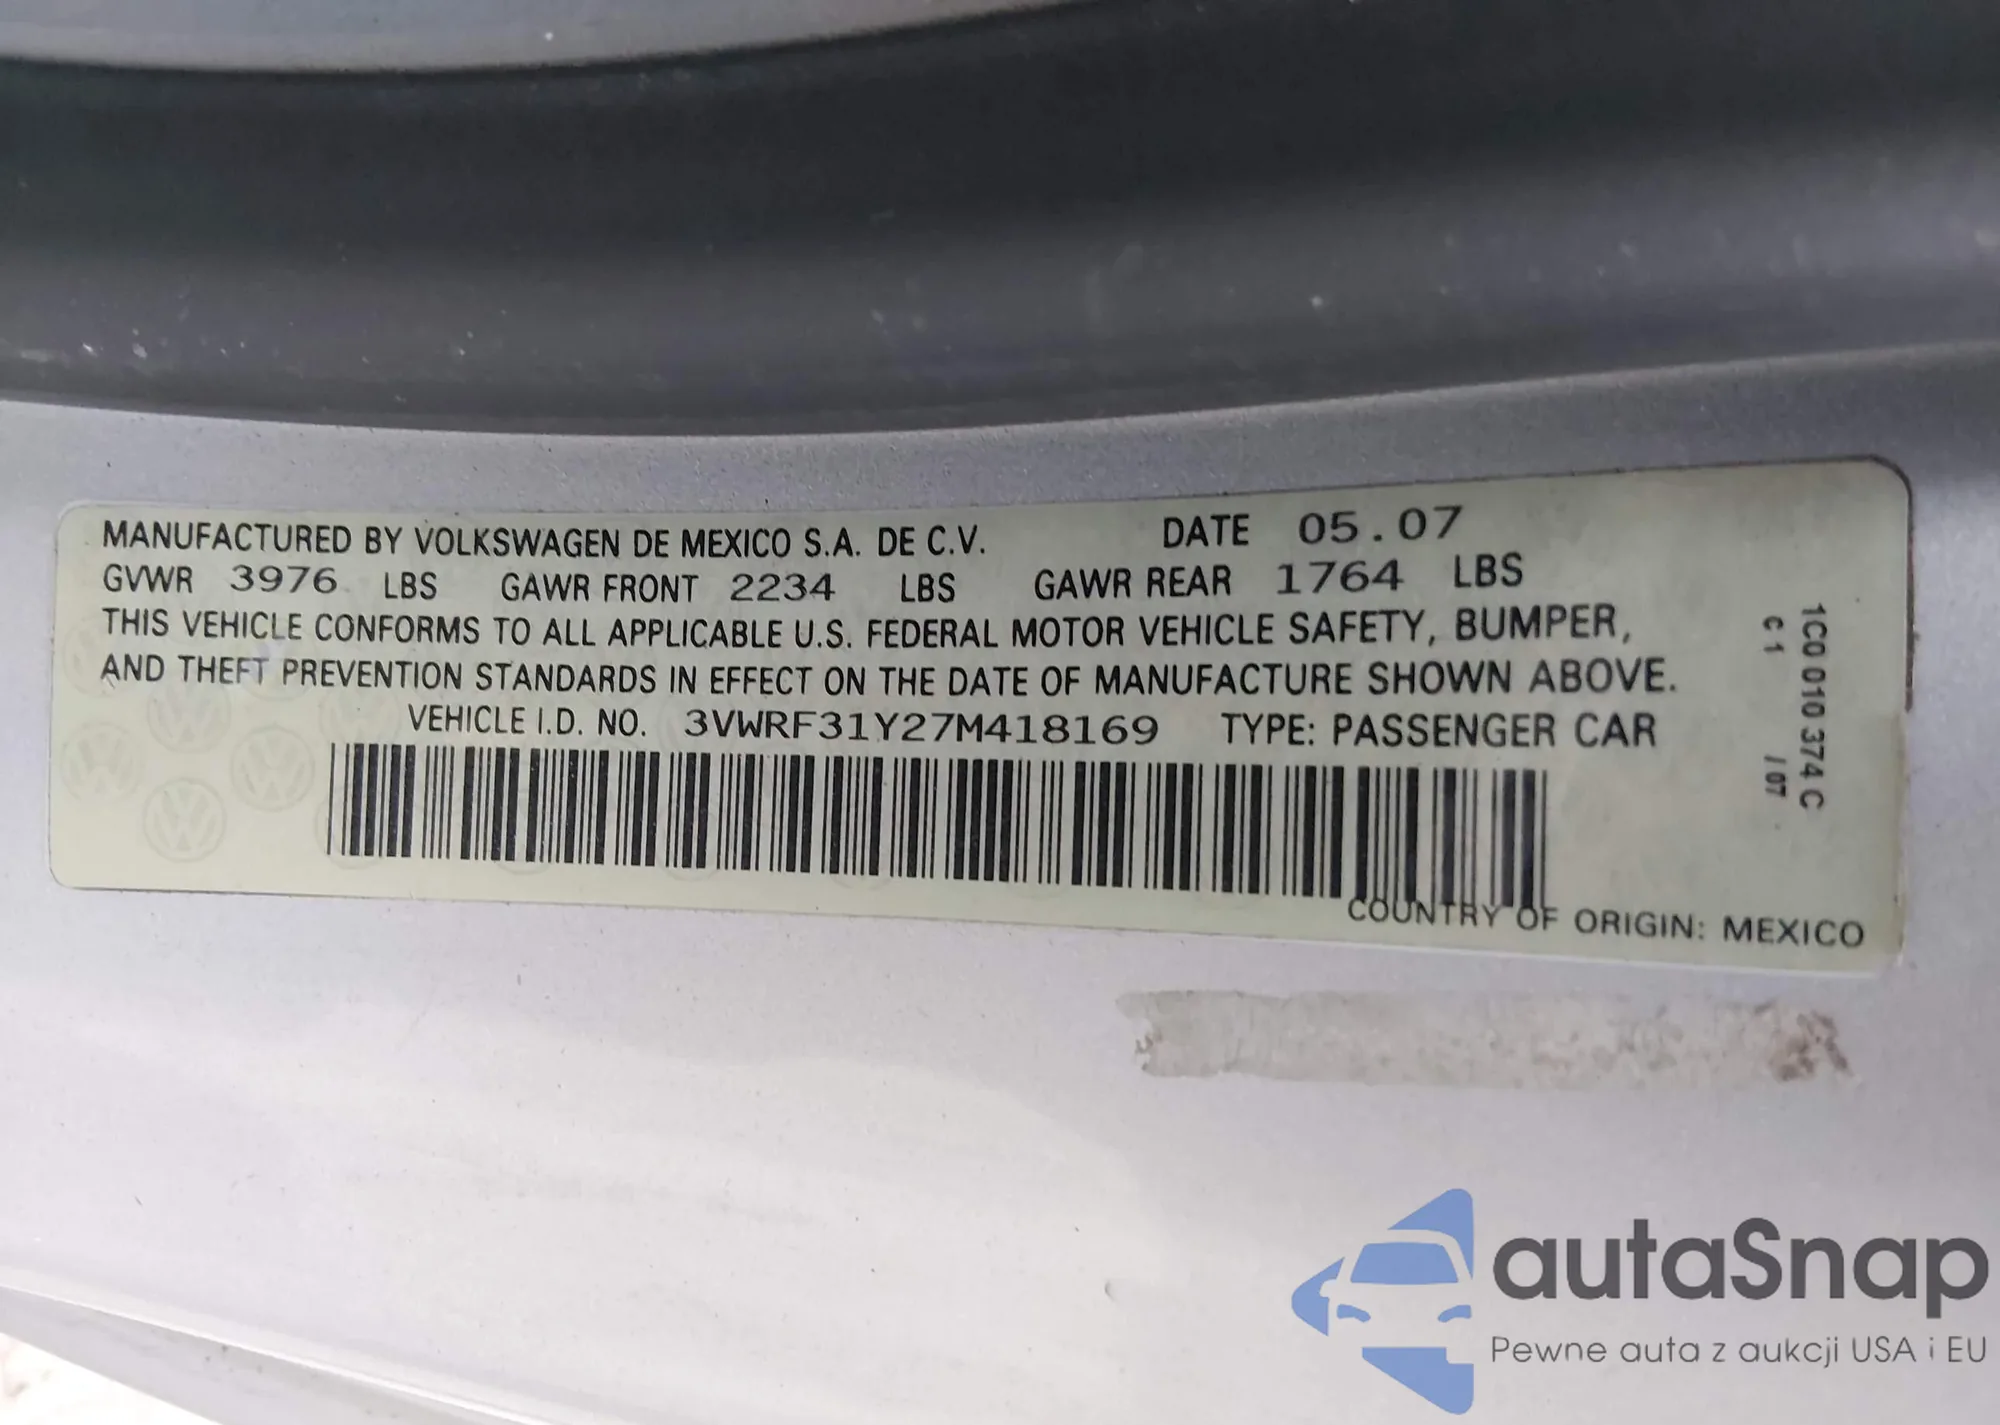 MANUFACTURED BY VOLKSWAGEN DE MEXICO S.A. DE C.V. DATE 05.07
GVWR 3976 LBS GAWR FRONT 2234 LBS GAWR REAR 1764 LBS
THIS VEHICLE CONFORMS TO ALL APPLICABLE U.S. FEDERAL MOTOR VEHICLE SAFETY, BUMPER,
AND THEFT PREVENTION STANDARDS IN EFFECT ON THE DATE OF MANUFACTURE SHOWN ABOVE.
VEHICLE I.D. NO. 3VWRF31Y27M418169 TYPE: PASSENGER CAR
COUNTRY OF ORIGIN: MEXICO
1C0 010 374 C
C 1 / 07
autaSnap
Pewne auta z aukcji USA i EU